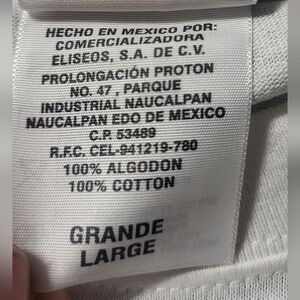 HECHO EN MEXICO POR:
COMERCIALIZADORA
ELISEOS, S.A. DE C.V.
PROLONGACIÓN PROTON
NO. 47, PARQUE
INDUSTRIAL NAUCALPAN
NAUCALPAN EDO DE MEXICO
C.P. 53489
R.F.C. CEL-941219-780
100% ALGODON
100% COTTON
GRANDE
LARGE